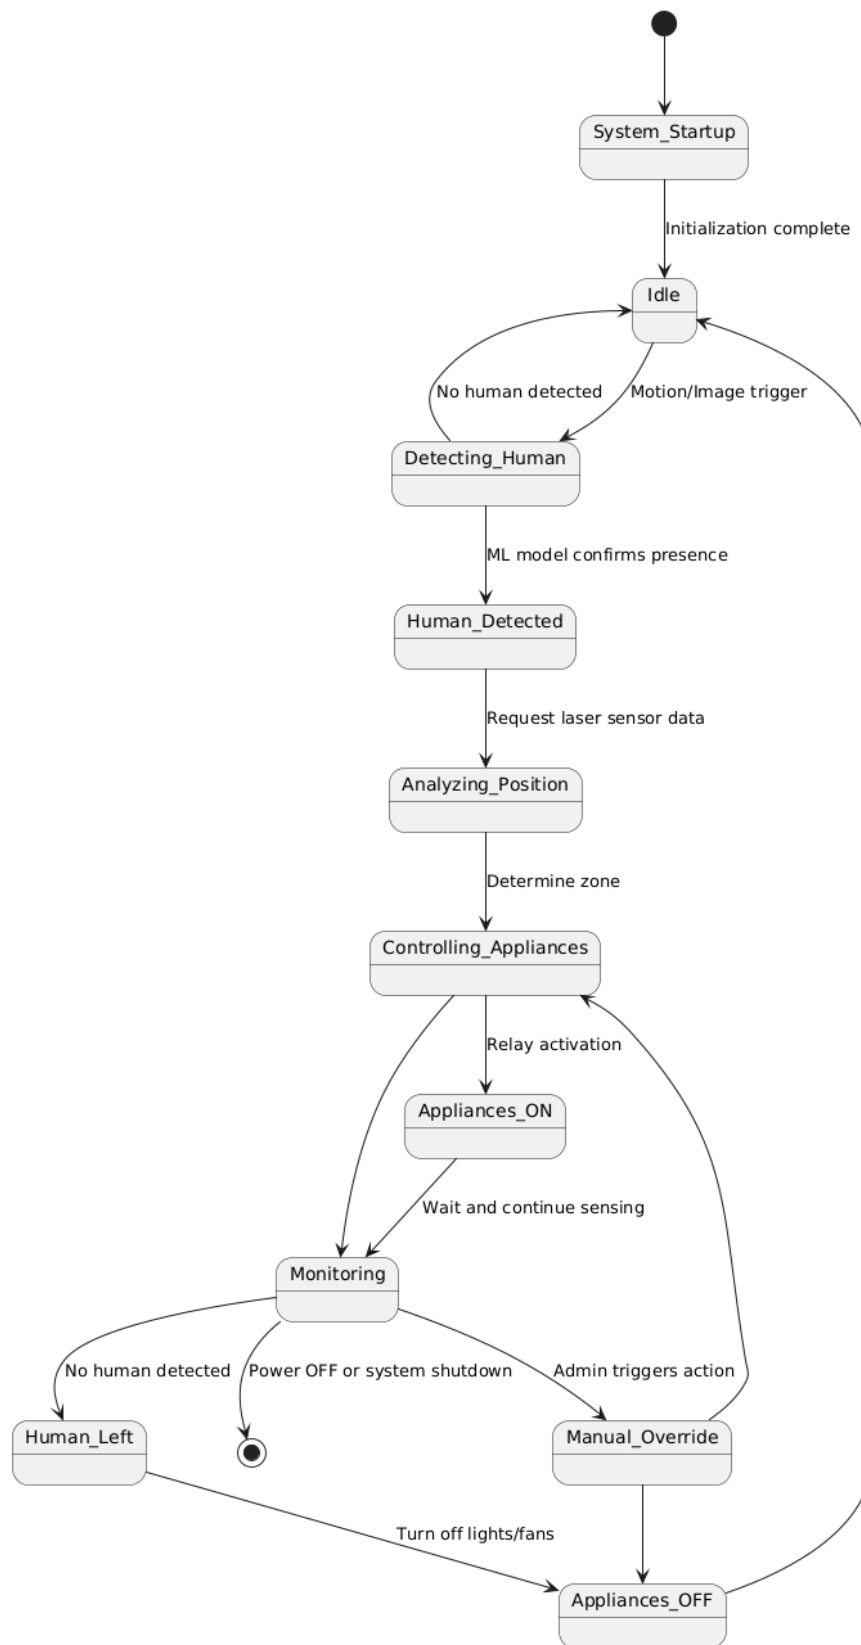 System_Startup
Initialization complete
Idle
No human detected
Motion/Image trigger
Detecting_Human
ML model confirms presence
Human_Detected
Request laser sensor data
Analyzing_Position
Determine zone
Controlling_Appliances
Relay activation
Appliances_ON
Wait and continue sensing
Monitoring
No human detected
Power OFF or system shutdown
Admin triggers action
Human_Left
Manual_Override
Turn off lights/fans
Appliances_OFF